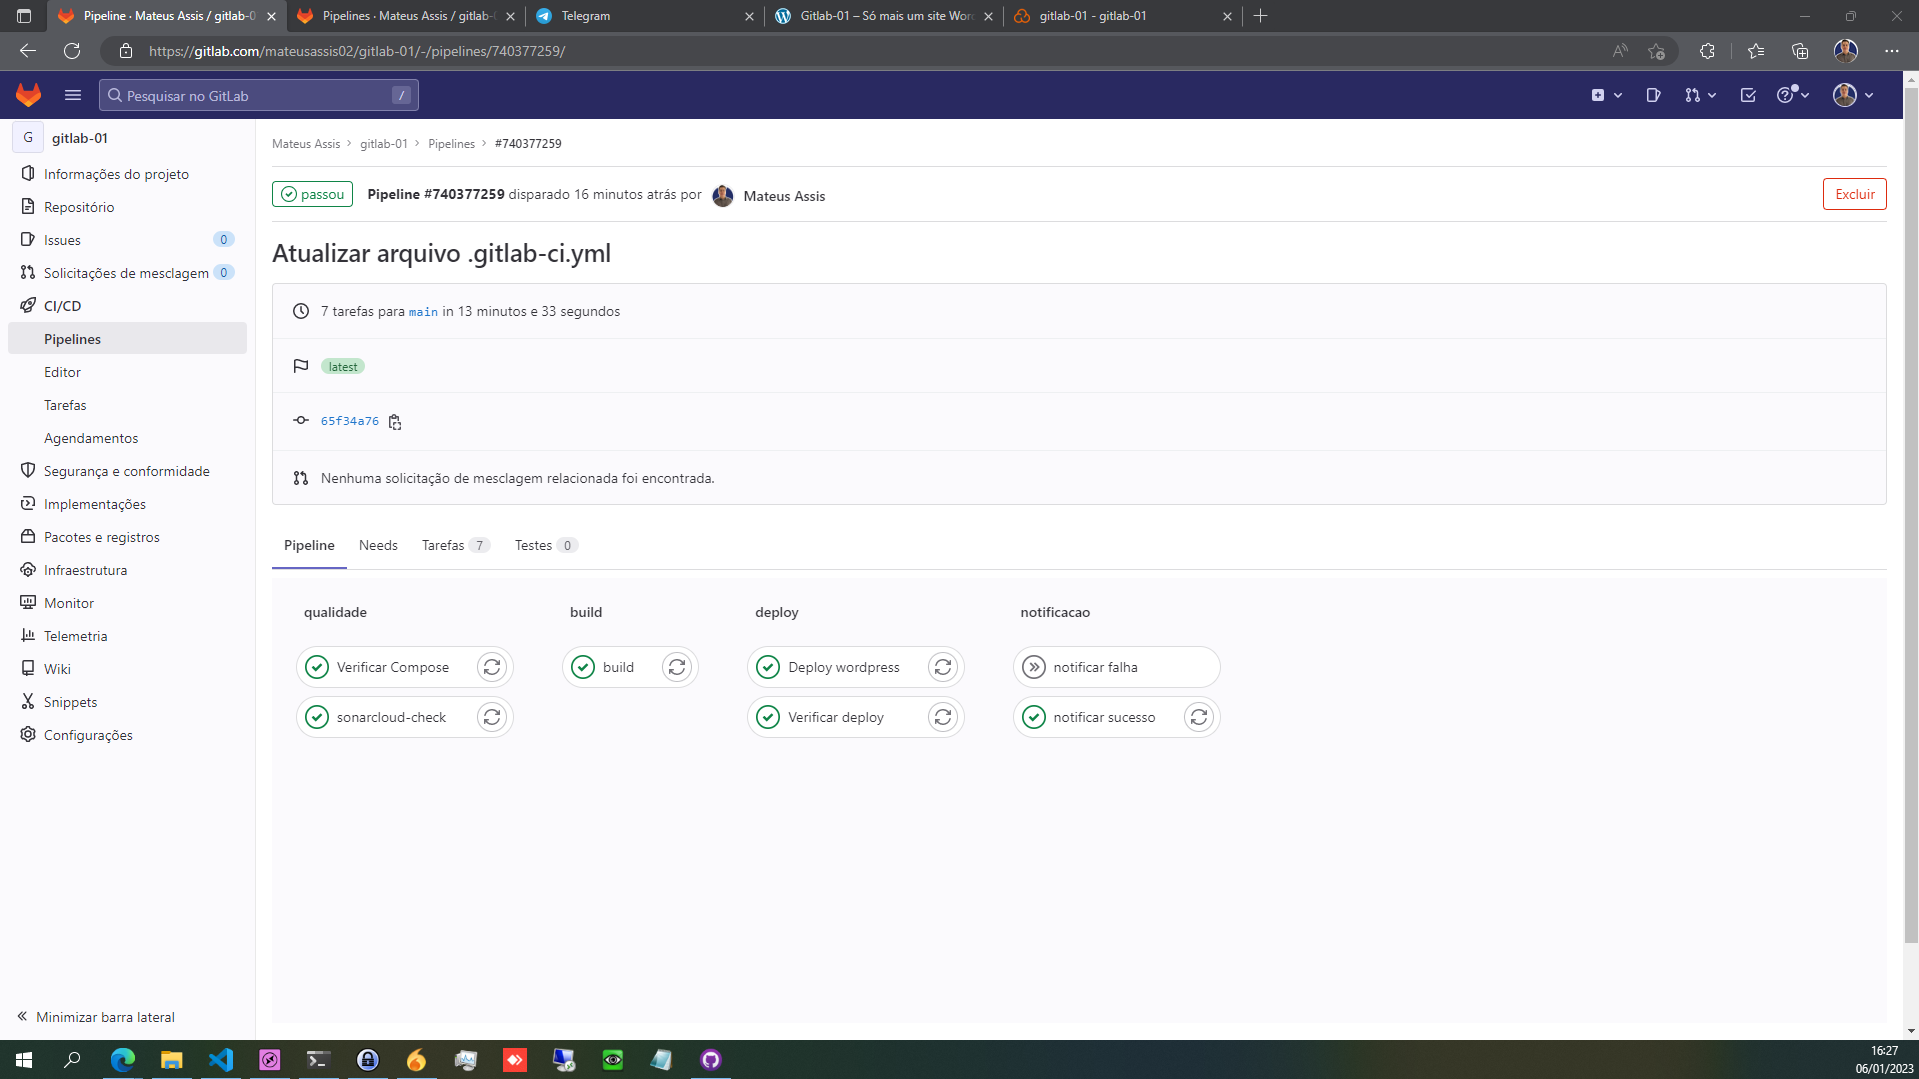 Pipeline · Mateus Assis / gitlab-0
Pipelines · Mateus Assis / gitlab-
Telegram
Gitlab-01 – Só mais um site Wor
gitlab-01 - gitlab-01
https://gitlab.com/mateusassis02/gitlab-01/-/pipelines/740377259/
Pesquisar no GitLab
/
G
gitlab-01
Informações do projeto
Repositório
Issues 0
Solicitações de mesclagem 0
CI/CD
Pipelines
Editor
Tarefas
Agendamentos
Segurança e conformidade
Implementações
Pacotes e registros
Infraestrutura
Monitor
Telemetria
Wiki
Snippets
Configurações
Minimizar barra lateral
Mateus Assis › gitlab-01 › Pipelines › #740377259
passou Pipeline #740377259 disparado 16 minutos atrás por Mateus Assis
Excluir
Atualizar arquivo .gitlab-ci.yml
7 tarefas para main in 13 minutos e 33 segundos
latest
65f34a76
Nenhuma solicitação de mesclagem relacionada foi encontrada.
Pipeline Needs Tarefas 7 Testes 0
qualidade
Verificar Compose
sonarcloud-check
build
build
deploy
Deploy wordpress
Verificar deploy
notificacao
notificar falha
notificar sucesso
16:27
06/01/2023